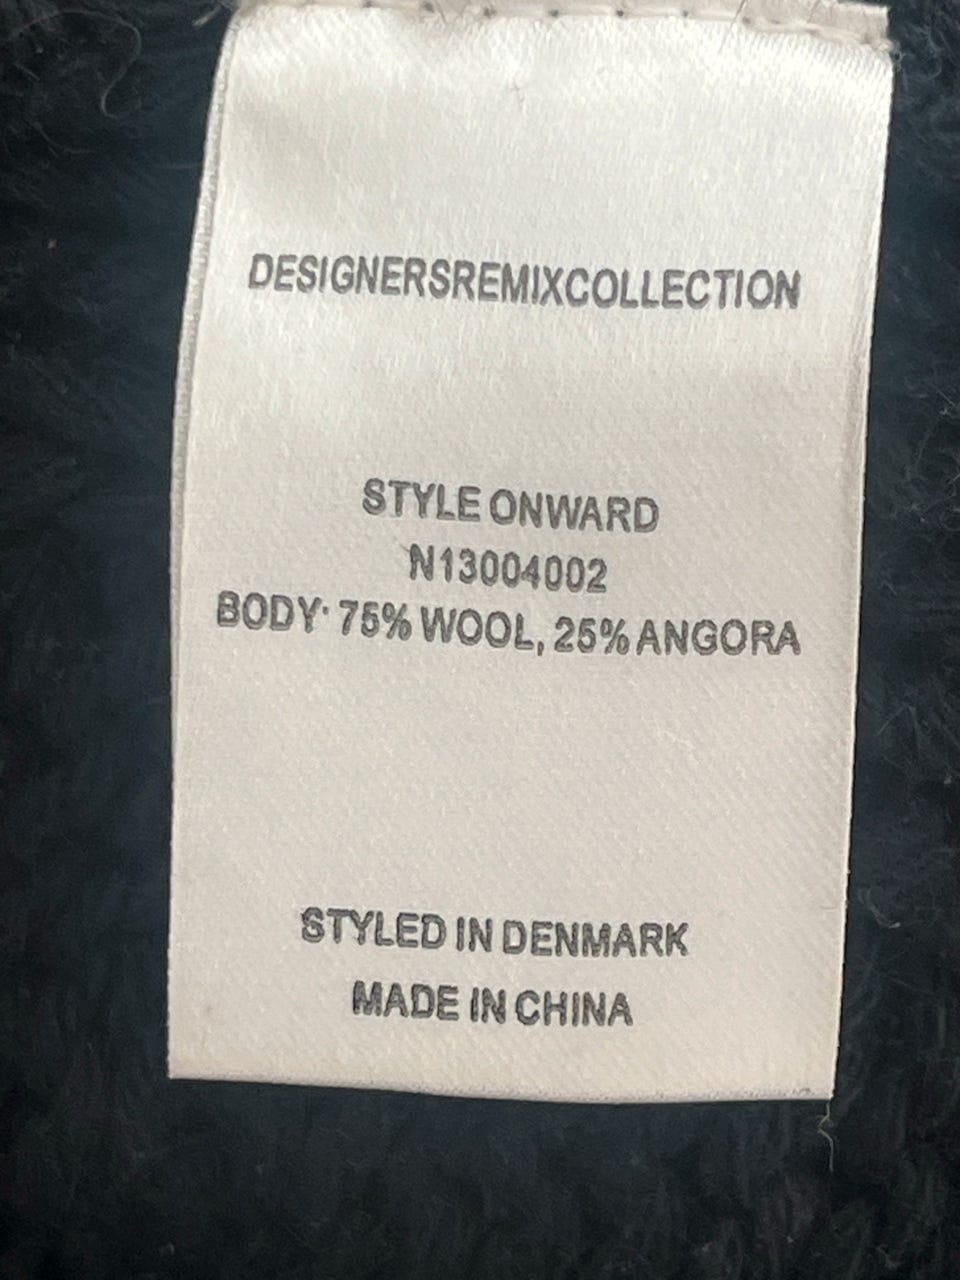 DESIGNERSREMIXCOLLECTION
STYLE ONWARD
N13004002
BODY: 75% WOOL, 25% ANGORA
STYLED IN DENMARK
MADE IN CHINA